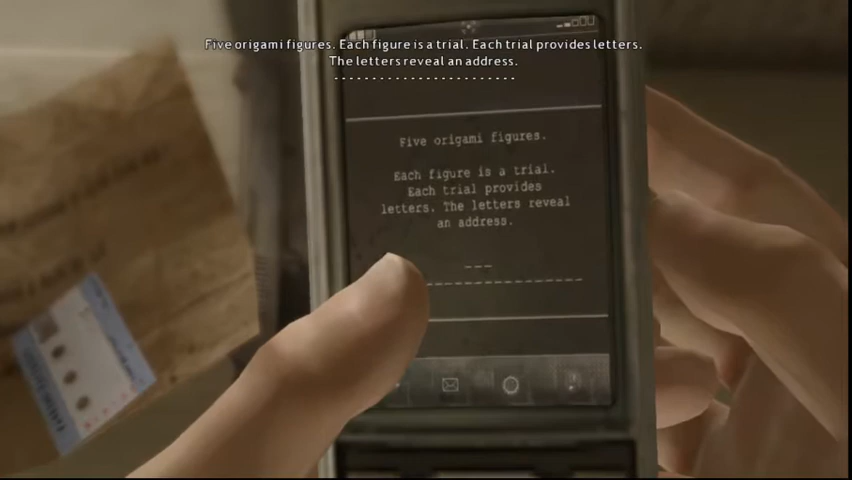 Five origami figures. Each figure is a trial. Each trial provides letters.
The letters reveal an address.
Five origami figures.
Each figure is a trial.
Each trial provides
letters. The letters reveal
an address.